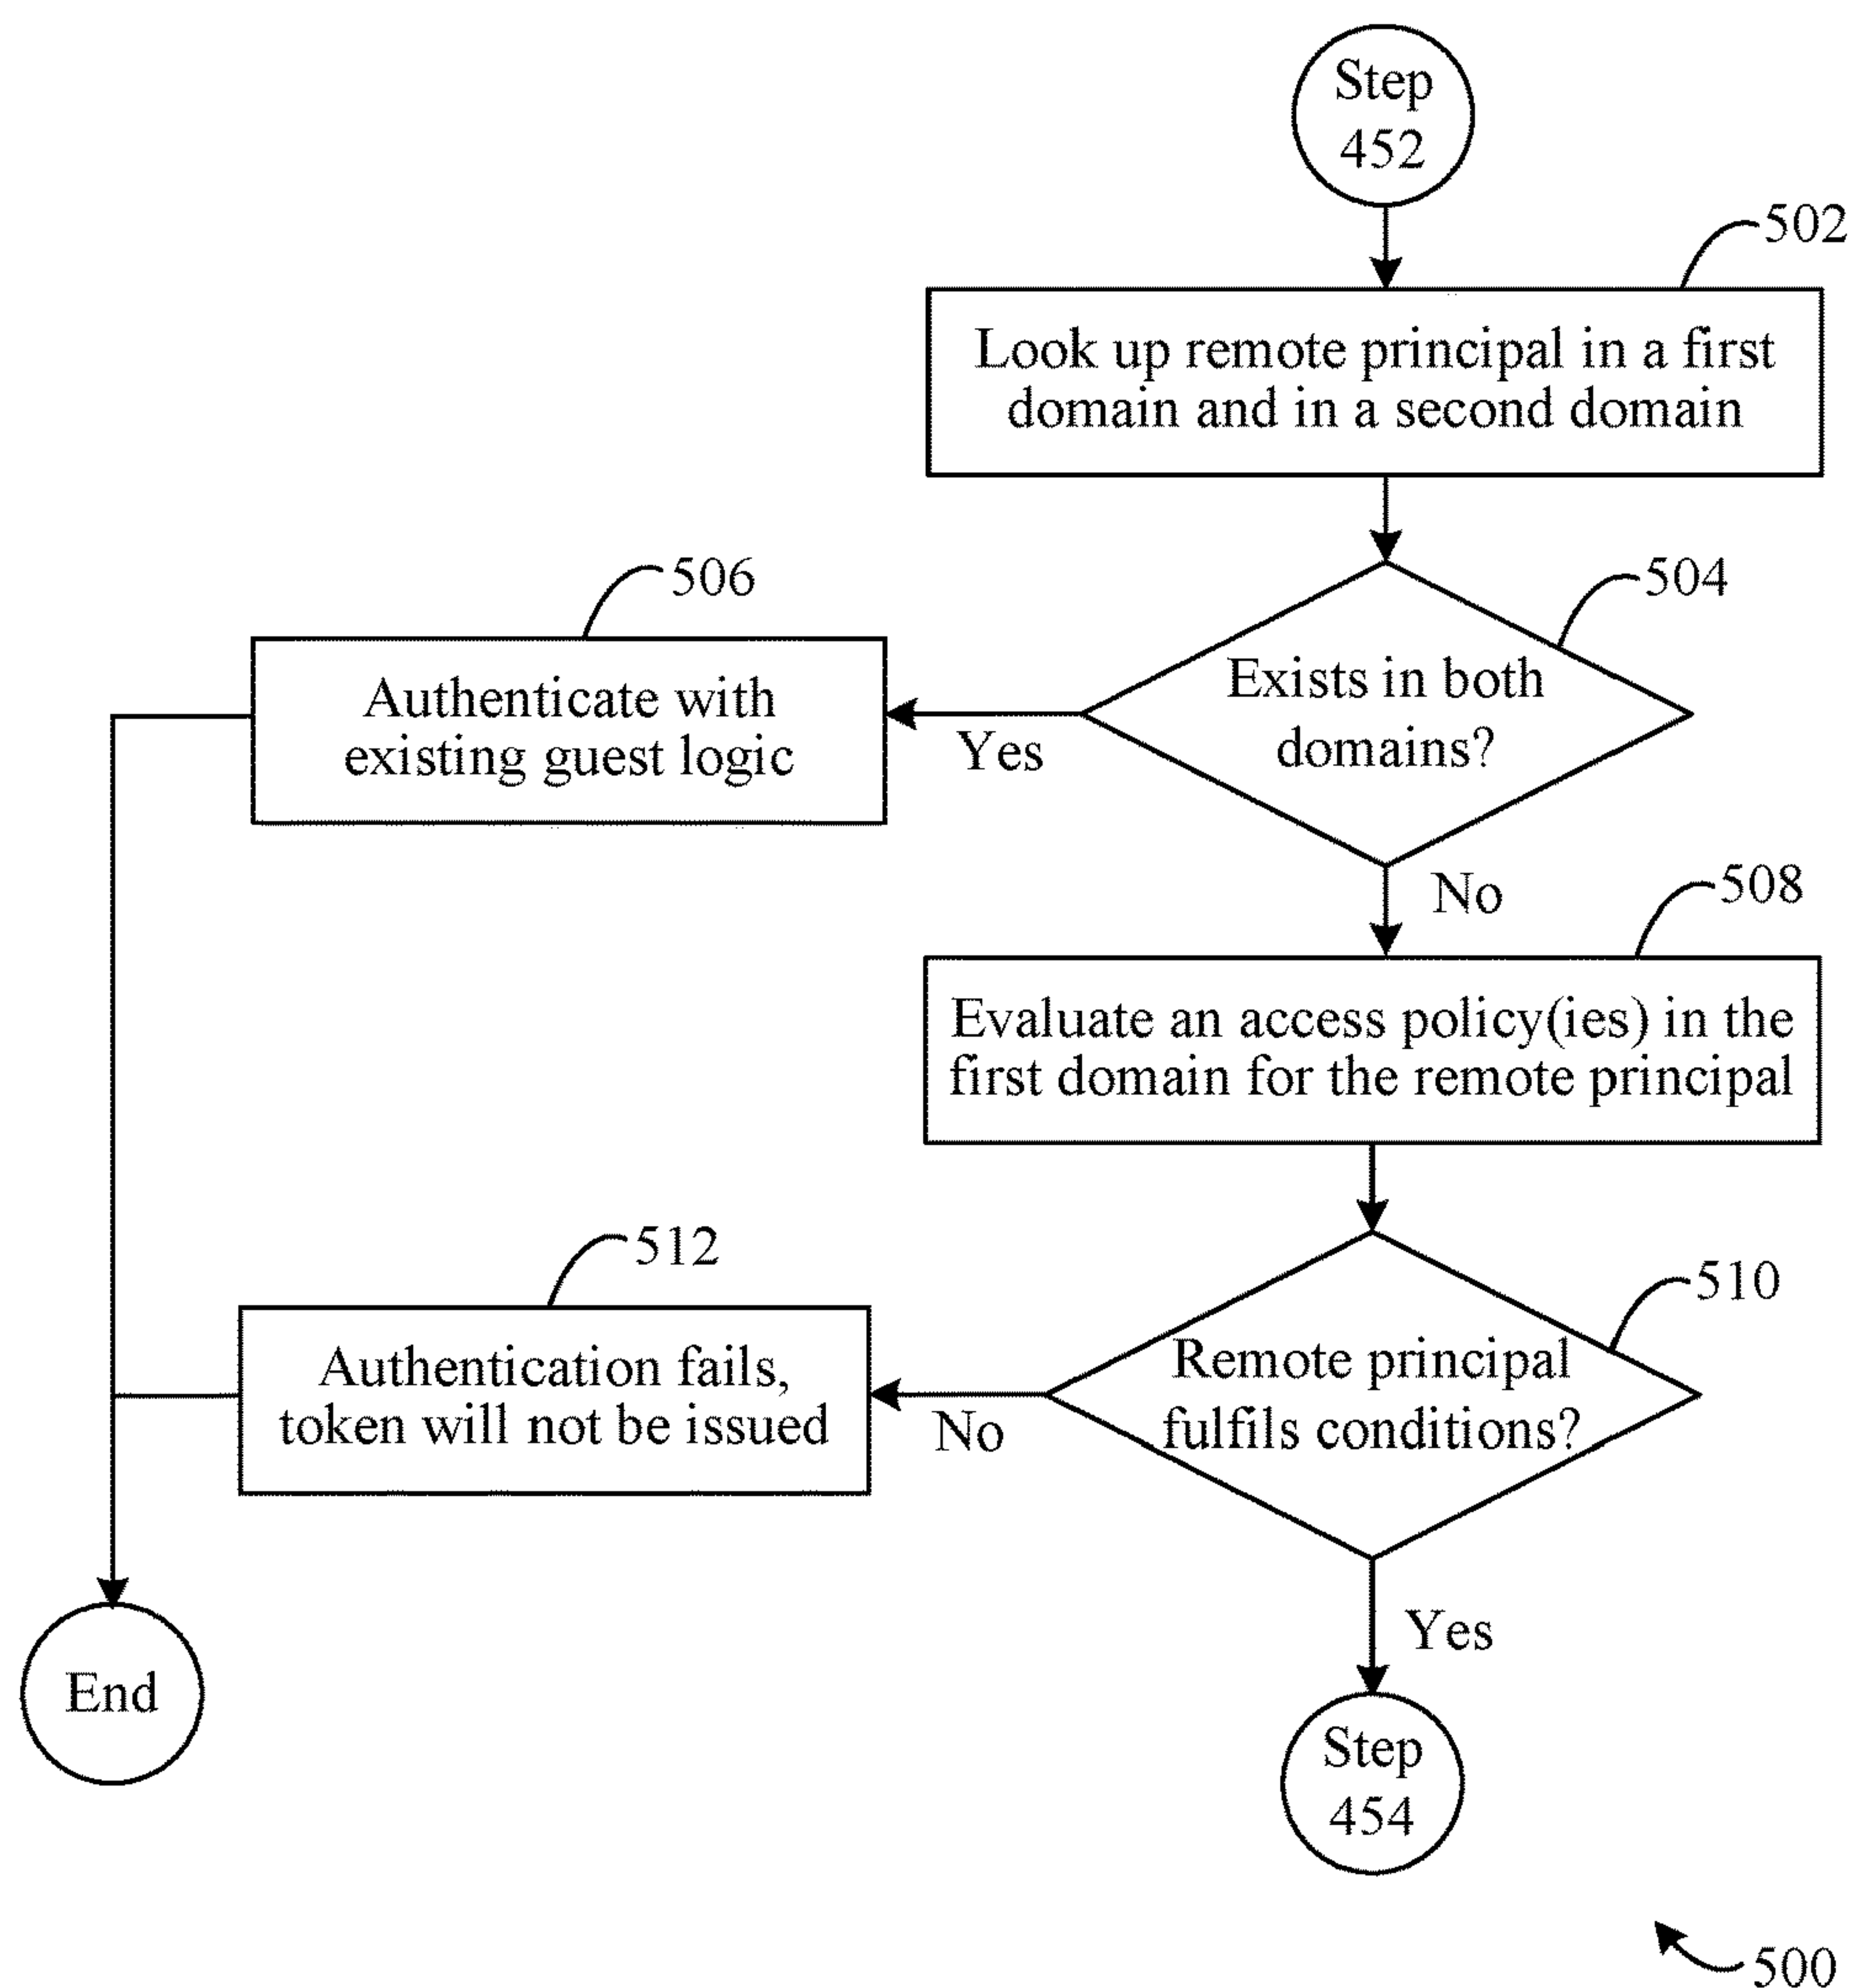 Step
452
502
Look up remote principal in a first
domain and in a second domain
504
Exists in both
domains?
Yes
506
Authenticate with
existing guest logic
No
508
Evaluate an access policy(ies) in the
first domain for the remote principal
510
Remote principal
fulfils conditions?
No
512
Authentication fails,
token will not be issued
Yes
End
Step
454
500